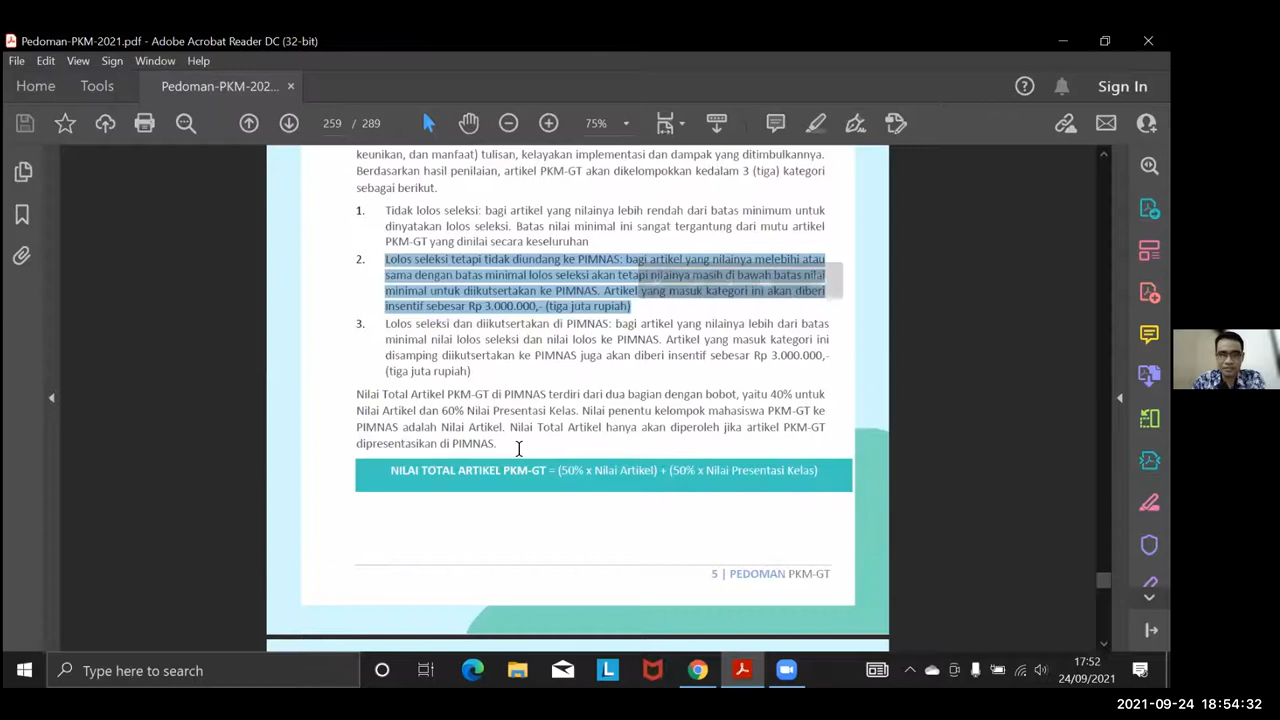 Pedoman-PKM-2021.pdf - Adobe Acrobat Reader DC (32-bit)
File Edit View Sign Window Help
Home Tools Pedoman-PKM-202... × Sign In
259 / 289 75%
keunikan, dan manfaat) tulisan, kelayakan implementasi dan dampak yang ditimbulkannya.
Berdasarkan hasil penilaian, artikel PKM-GT akan dikelompokkan kedalam 3 (tiga) kategori
sebagai berikut.
1. Tidak lolos seleksi: bagi artikel yang nilainya lebih rendah dari batas minimum untuk
dinyatakan lolos seleksi. Batas nilai minimal ini sangat tergantung dari mutu artikel
PKM-GT yang dinilai secara keseluruhan
2. Lolos seleksi tetapi tidak diundang ke PIMNAS: bagi artikel yang nilainya melebihi atau
sama dengan batas minimal lolos seleksi akan tetapi nilainya masih di bawah batas nilai
minimal untuk diikutsertakan ke PIMNAS. Artikel yang masuk kategori ini akan diberi
insentif sebesar Rp 3.000.000,- (tiga juta rupiah)
3. Lolos seleksi dan diikutsertakan di PIMNAS: bagi artikel yang nilainya lebih dari batas
minimal nilai lolos seleksi dan nilai lolos ke PIMNAS. Artikel yang masuk kategori ini
disamping diikutsertakan ke PIMNAS juga akan diberi insentif sebesar Rp 3.000.000,-
(tiga juta rupiah)
Nilai Total Artikel PKM-GT di PIMNAS terdiri dari dua bagian dengan bobot, yaitu 40% untuk
Nilai Artikel dan 60% Nilai Presentasi Kelas. Nilai penentu kelompok mahasiswa PKM-GT ke
PIMNAS adalah Nilai Artikel. Nilai Total Artikel hanya akan diperoleh jika artikel PKM-GT
dipresentasikan di PIMNAS.
NILAI TOTAL ARTIKEL PKM-GT = (50% x Nilai Artikel) + (50% x Nilai Presentasi Kelas)
5 | PEDOMAN PKM-GT
Type here to search
17:52
24/09/2021
2021-09-24 18:54:32